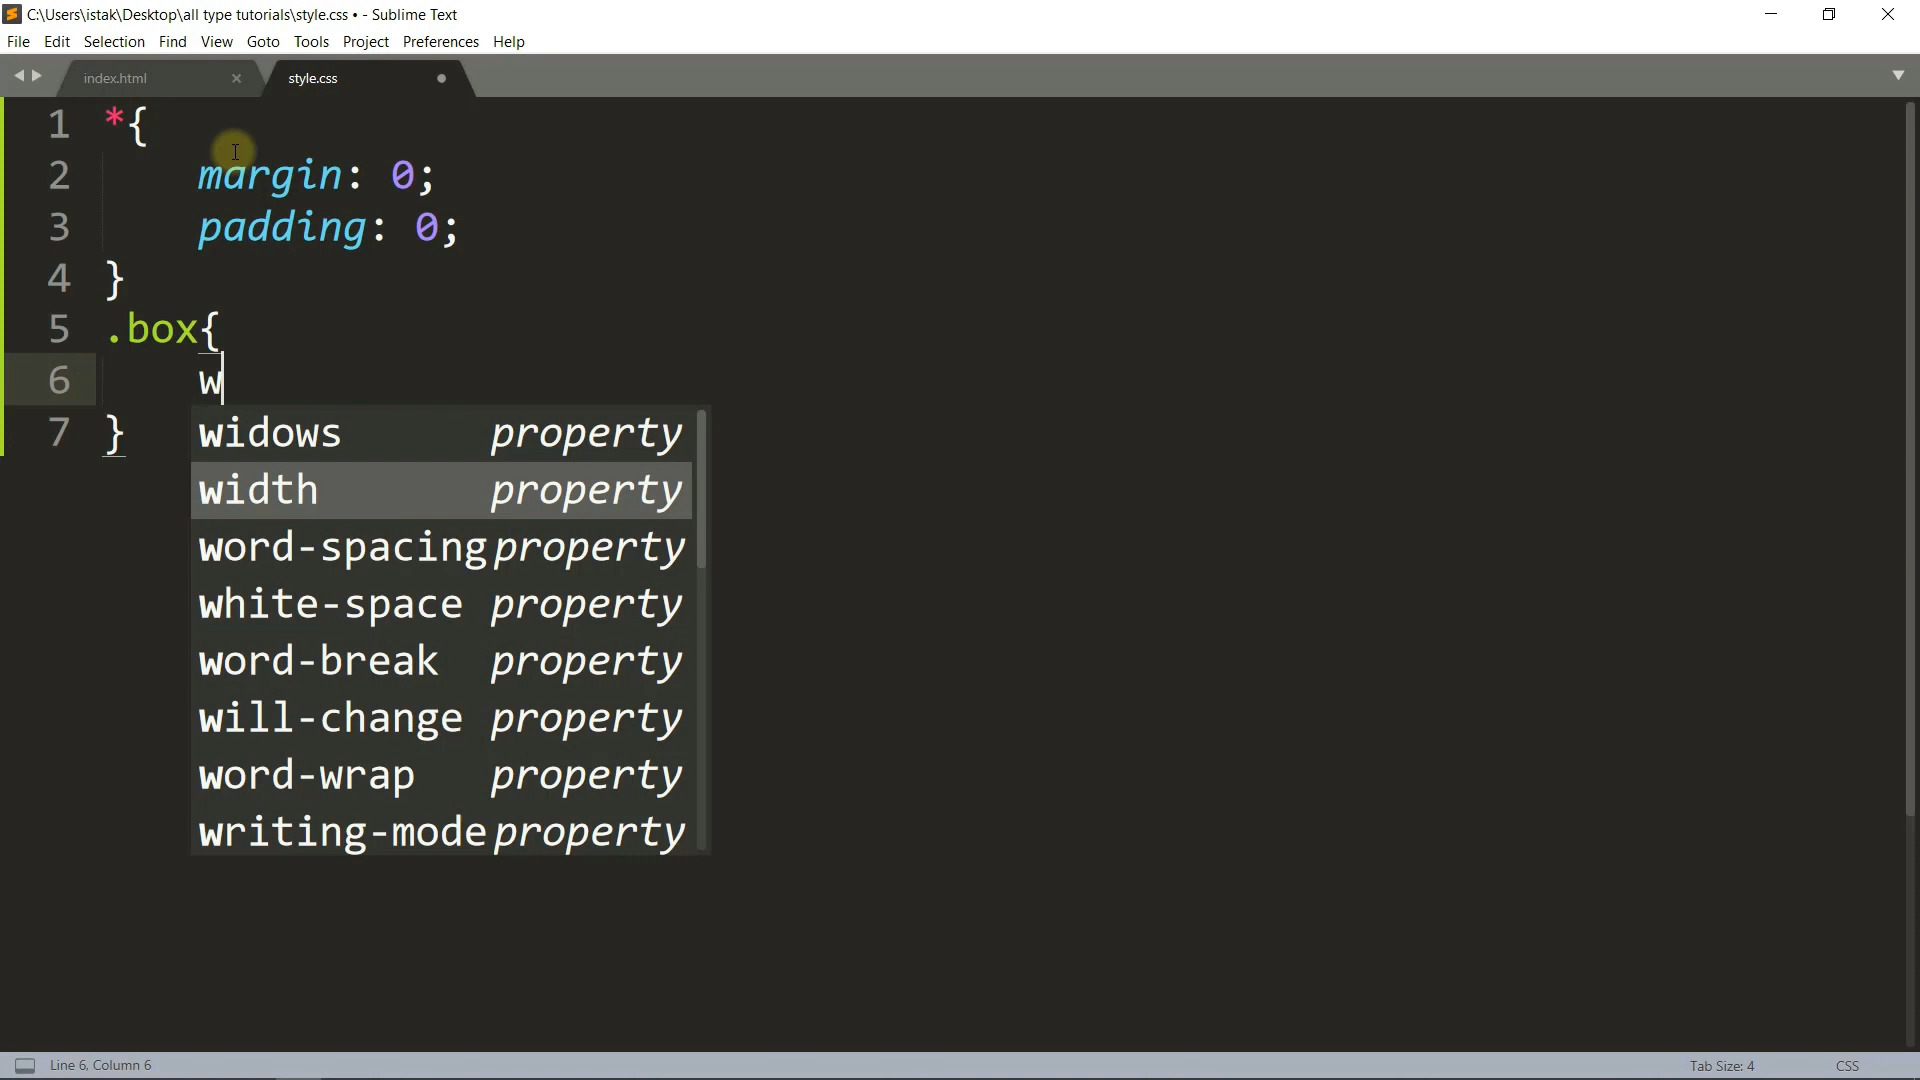 C:\Users\istak\Desktop\all type tutorials\style.css • - Sublime Text
File Edit Selection Find View Goto Tools Project Preferences Help
index.html × style.css
1 *{
2 margin: 0;
3 padding: 0;
4 }
5 .box{
6 w
7 }
widows property
width property
word-spacing property
white-space property
word-break property
will-change property
word-wrap property
writing-mode property
Line 6, Column 6 Tab Size: 4 CSS